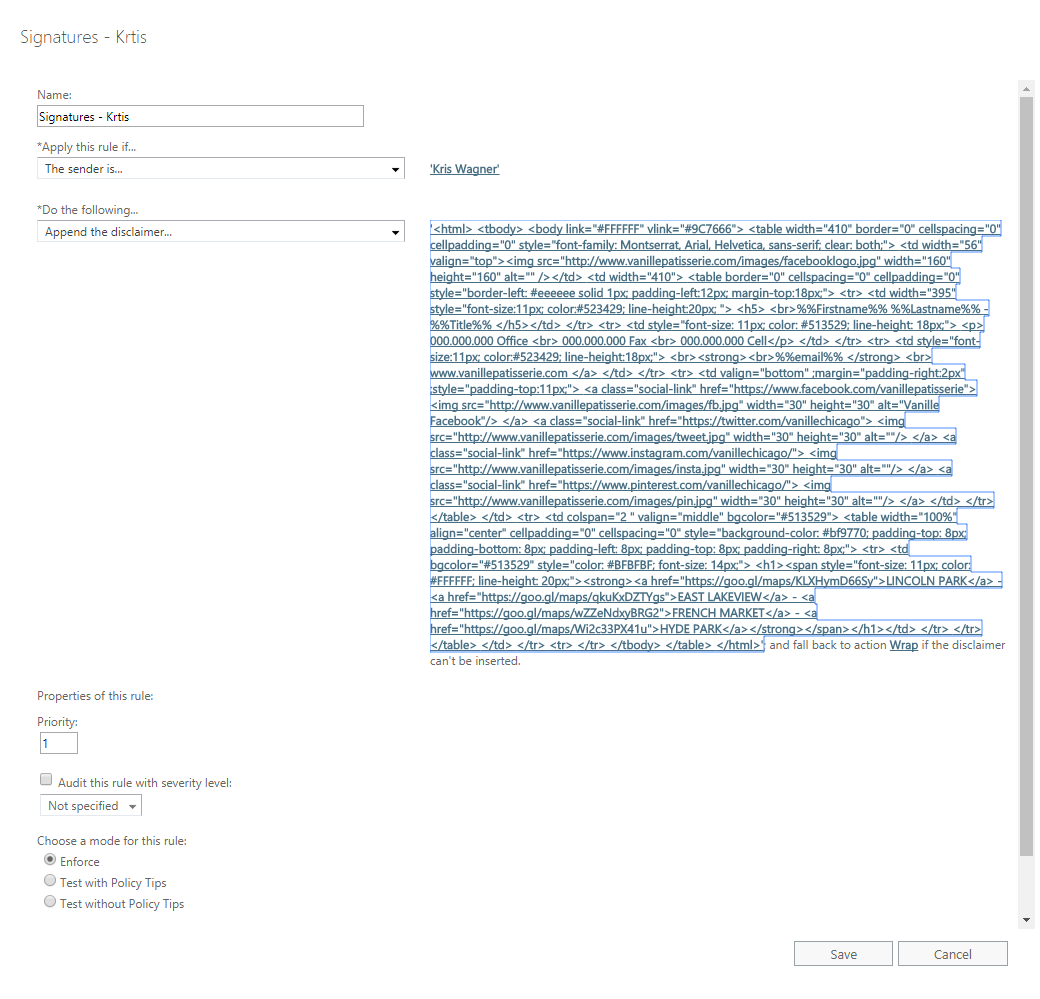 Signatures - Krtis
Name:
Signatures - Krtis
*Apply this rule if...
The sender is...
'Kris Wagner'
*Do the following...
Append the disclaimer...
'<html> <tbody> <body link="#FFFFFF" vlink="#9C7666"> <table width="410" border="0" cellspacing="0"
cellpadding="0" style="font-family: Montserrat, Arial, Helvetica, sans-serif; clear: both;"> <td width="56"
valign="top"><img src="http://www.vanillepatisserie.com/images/facebooklogo.jpg" width="160"
height="160" alt="" /></td> <td width="410"> <table border="0" cellspacing="0" cellpadding="0"
style="border-left: #eeeeee solid 1px; padding-left:12px; margin-top:18px;"> <tr> <td width="395"
style="font-size:11px; color:#523429; line-height:20px; "> <h5> <br>%%Firstname%% %%Lastname%% -
%%Title%% </h5></td> </tr> <tr> <td style="font-size: 11px; color: #513529; line-height: 18px;"> <p>
000.000.000 Office <br> 000.000.000 Fax <br> 000.000.000 Cell</p> </td> </tr> <tr> <td style="font-
size:11px; color:#523429; line-height:18px;"> <br><strong><br>%%email%% </strong> <br>
www.vanillepatisserie.com </a> </td> </tr> <tr> <td valign="bottom" ;margin="padding-right:2px"
;style="padding-top:11px;"> <a class="social-link" href="https://www.facebook.com/vanillepatisserie">
<img src="http://www.vanillepatisserie.com/images/fb.jpg" width="30" height="30" alt="Vanille
Facebook"/> </a> <a class="social-link" href="https://twitter.com/vanillechicago"> <img
src="http://www.vanillepatisserie.com/images/tweet.jpg" width="30" height="30" alt=""/> </a> <a
class="social-link" href="https://www.instagram.com/vanillechicago/"> <img
src="http://www.vanillepatisserie.com/images/insta.jpg" width="30" height="30" alt=""/> </a> <a
class="social-link" href="https://www.pinterest.com/vanillechicago/"> <img
src="http://www.vanillepatisserie.com/images/pin.jpg" width="30" height="30" alt=""/> </a> </td> </tr>
</table> </td> <tr> <td colspan="2 " valign="middle" bgcolor="#513529"> <table width="100%"
align="center" cellpadding="0" cellspacing="0" style="background-color: #bf9770; padding-top: 8px;
padding-bottom: 8px; padding-left: 8px; padding-top: 8px; padding-right: 8px;"> <tr> <td
bgcolor="#513529" style="color: #BFBFBF; font-size: 14px;"> <h1><span style="font-size: 11px; color:
#FFFFFF; line-height: 20px;"><strong><a href="https://goo.gl/maps/KLXHymD66Sy">LINCOLN PARK</a> -
<a href="https://goo.gl/maps/qkuKxDZTYgs">EAST LAKEVIEW</a> - <a
href="https://goo.gl/maps/wZZeNdxyBRG2">FRENCH MARKET</a> - <a
href="https://goo.gl/maps/Wi2c33PX41u">HYDE PARK</a></strong></span></h1></td> </tr> </tr>
</table> </td> </tr> <tr> </tr> </tbody> </table> </html>'; and fall back to action Wrap if the disclaimer
can't be inserted.
Properties of this rule:
Priority:
1
Audit this rule with severity level:
Not specified
Choose a mode for this rule:
Enforce
Test with Policy Tips
Test without Policy Tips
Save
Cancel